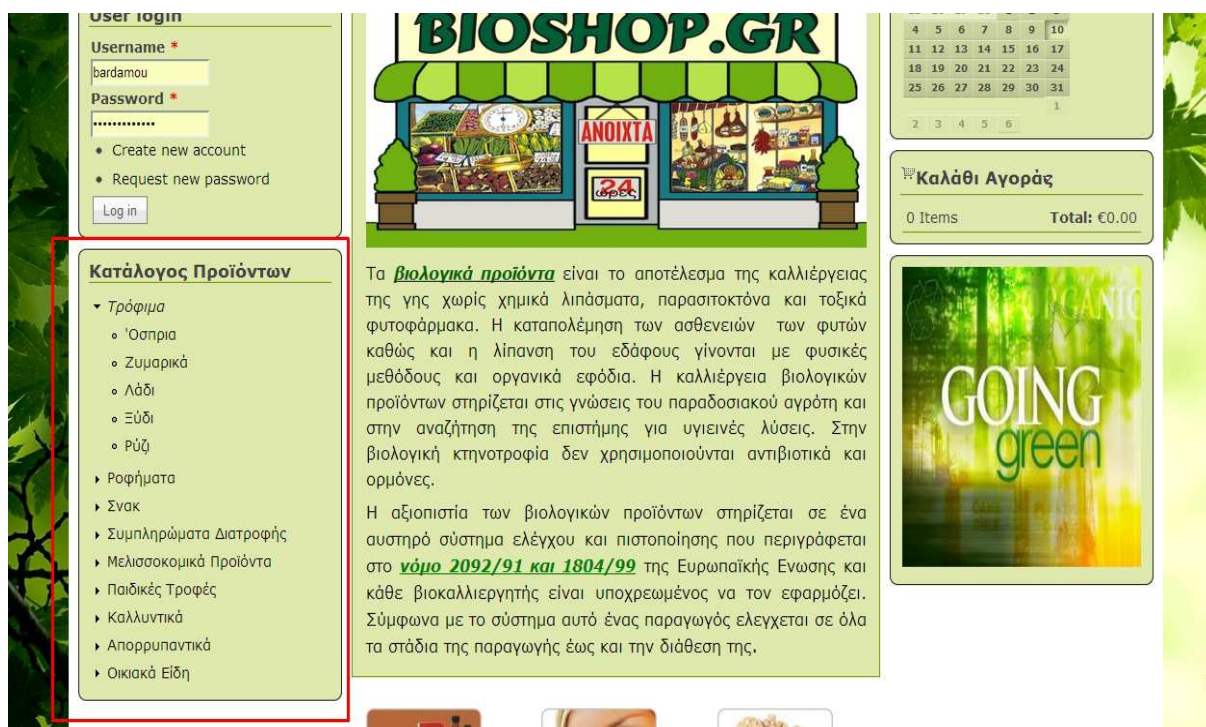 User login
Username *
bardamou
Password *
•••••••••••••
Create new account
Request new password
Log in
Κατάλογος Προϊόντων
Τρόφιμα
'Οσπρια
Ζυμαρικά
Λάδι
Ξύδι
Ρύζι
Ροφήματα
Σνακ
Συμπληρώματα Διατροφής
Μελισσοκομικά Προϊόντα
Παιδικές Τροφές
Καλλυντικά
Απορρυπαντικά
Οικιακά Είδη
BIOSHOP.GR
ΑΝΟΙΧΤΑ
24
ωρες
Τα βιολογικά προϊόντα είναι το αποτέλεσμα της καλλιέργειας
της γης χωρίς χημικά λιπάσματα, παρασιτοκτόνα και τοξικά
φυτοφάρμακα. Η καταπολέμηση των ασθενειών των φυτών
καθώς και η λίπανση του εδάφους γίνονται με φυσικές
μεθόδους και οργανικά εφόδια. Η καλλιέργεια βιολογικών
προϊόντων στηρίζεται στις γνώσεις του παραδοσιακού αγρότη και
στην αναζήτηση της επιστήμης για υγιεινές λύσεις. Στην
βιολογική κτηνοτροφία δεν χρησιμοποιούνται αντιβιοτικά και
ορμόνες.
Η αξιοπιστία των βιολογικών προϊόντων στηρίζεται σε ένα
αυστηρό σύστημα ελέγχου και πιστοποίησης που περιγράφεται
στο νόμο 2092/91 και 1804/99 της Ευρωπαϊκής Ενωσης και
κάθε βιοκαλλιεργητής είναι υποχρεωμένος να τον εφαρμόζει.
Σύμφωνα με το σύστημα αυτό ένας παραγωγός ελεγχεται σε όλα
τα στάδια της παραγωγής έως και την διάθεση της.
4 5 6 7 8 9 10
11 12 13 14 15 16 17
18 19 20 21 22 23 24
25 26 27 28 29 30 31
1
2 3 4 5 6
Καλάθι Αγοράς
0 Items Total: €0.00
ORGANIC
GOING
green